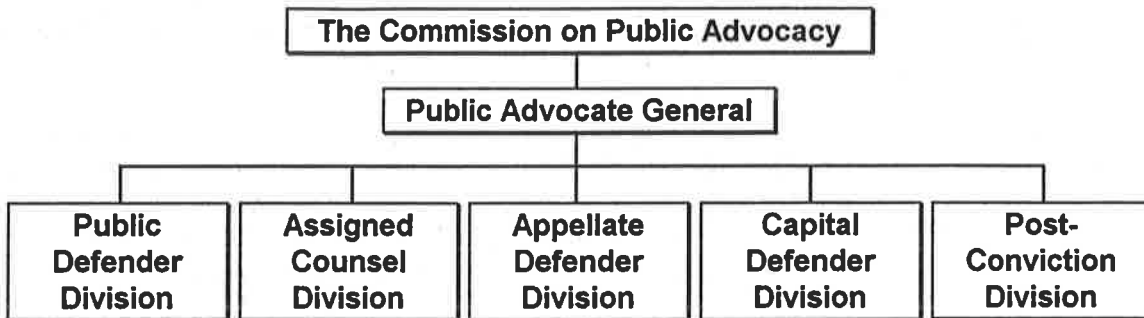 The Commission on Public Advocacy
Public Advocate General
Public
Defender
Division
Assigned
Counsel
Division
Appellate
Defender
Division
Capital
Defender
Division
Post-
Conviction
Division